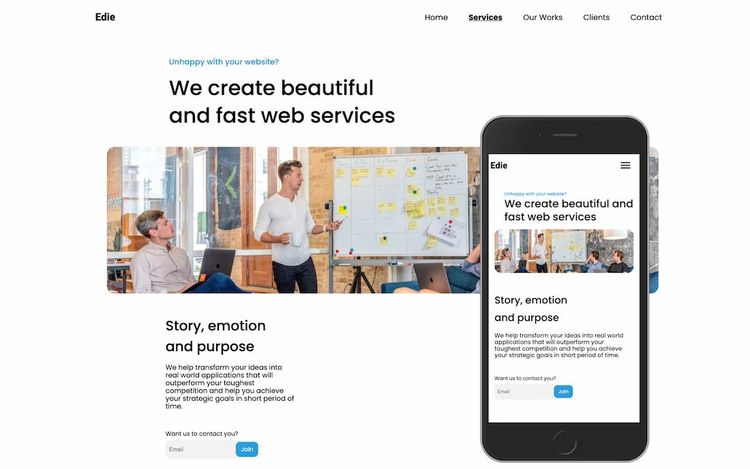 Edie
Home Services Our Works Clients Contact
Unhappy with your website?
We create beautiful
and fast web services
Story, emotion
and purpose
We help transform your ideas into
real world applications that will
outperform your toughest
competition and help you achieve
your strategic goals in short period of
time.
Want us to contact you?
Email Join
Edie
Unhappy with your website?
We create beautiful and
fast web services
Story, emotion
and purpose
We help transform your ideas into real world
applications that will outperform your
toughest competition and help you achieve
your strategic goals in short period of time.
Want us to contact you?
Email Join